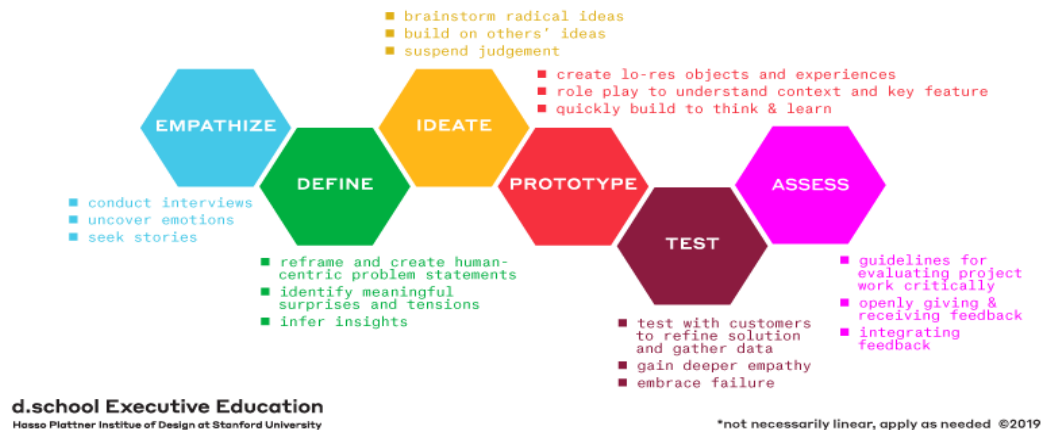 ■ brainstorm radical ideas
■ build on others' ideas
■ suspend judgement
■ create lo-res objects and experiences
■ role play to understand context and key feature
■ quickly build to think & learn
EMPATHIZE
IDEATE
DEFINE
PROTOTYPE
ASSESS
TEST
■ conduct interviews
■ uncover emotions
■ seek stories
■ reframe and create human-
centric problem statements
■ identify meaningful
surprises and tensions
■ infer insights
■ test with customers
to refine solution
and gather data
■ gain deeper empathy
■ embrace failure
■ guidelines for
evaluating project
work critically
■ openly giving &
receiving feedback
■ integrating
feedback
d.school Executive Education
Hasso Plattner Institue of Design at Stanford University
*not necessarily linear, apply as needed ©2019